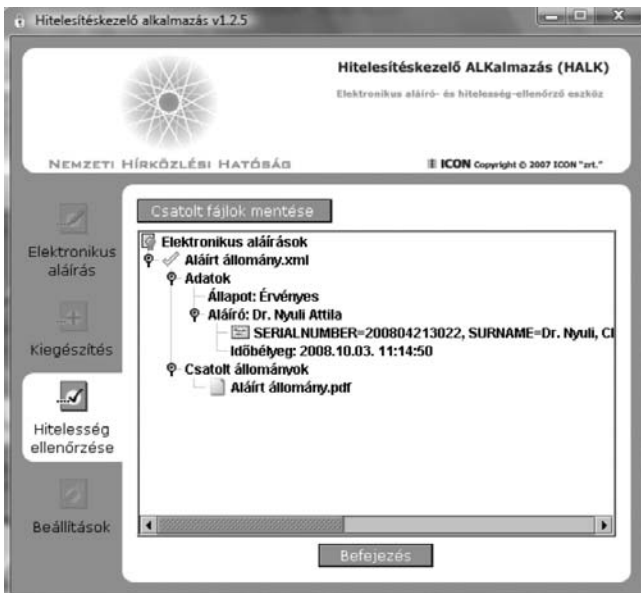 Hitelesítéskezelő alkalmazás v1.2.5
Hitelesítéskezelő ALKalmazás (HALK)
Elektronikus aláíró- és hitelesség-ellenőrző eszköz
NEMZETI HÍRKÖZLÉSI HATÓSÁG
ICON Copyright © 2007 ICON "zrt."
Elektronikus aláírás
Kiegészítés
Hitelesség ellenőrzése
Beállítások
Csatolt fájlok mentése
Elektronikus aláírások
Aláírt állomány.xml
Adatok
Állapot: Érvényes
Aláíró: Dr. Nyuli Attila
SERIALNUMBER=200804213022, SURNAME=Dr. Nyuli, CI
Időbélyeg: 2008.10.03. 11:14:50
Csatolt állományok
Aláírt állomány.pdf
Befejezés